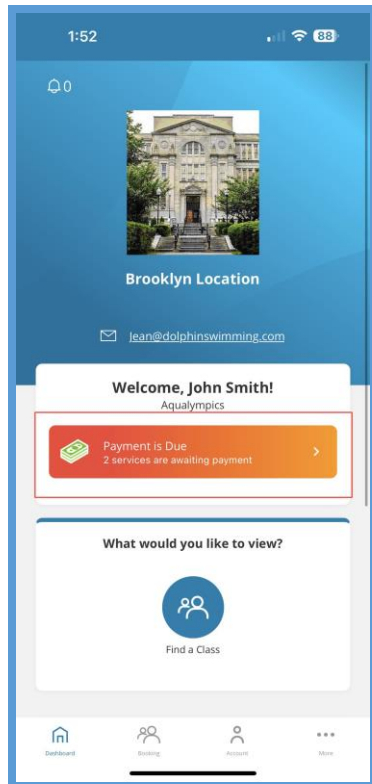 1:52
88
0
Brooklyn Location
Jean@dolphinswimming.com
Welcome, John Smith!
Aqualympics
Payment is Due
2 services are awaiting payment
What would you like to view?
Find a Class
Dashboard
Booking
Account
More